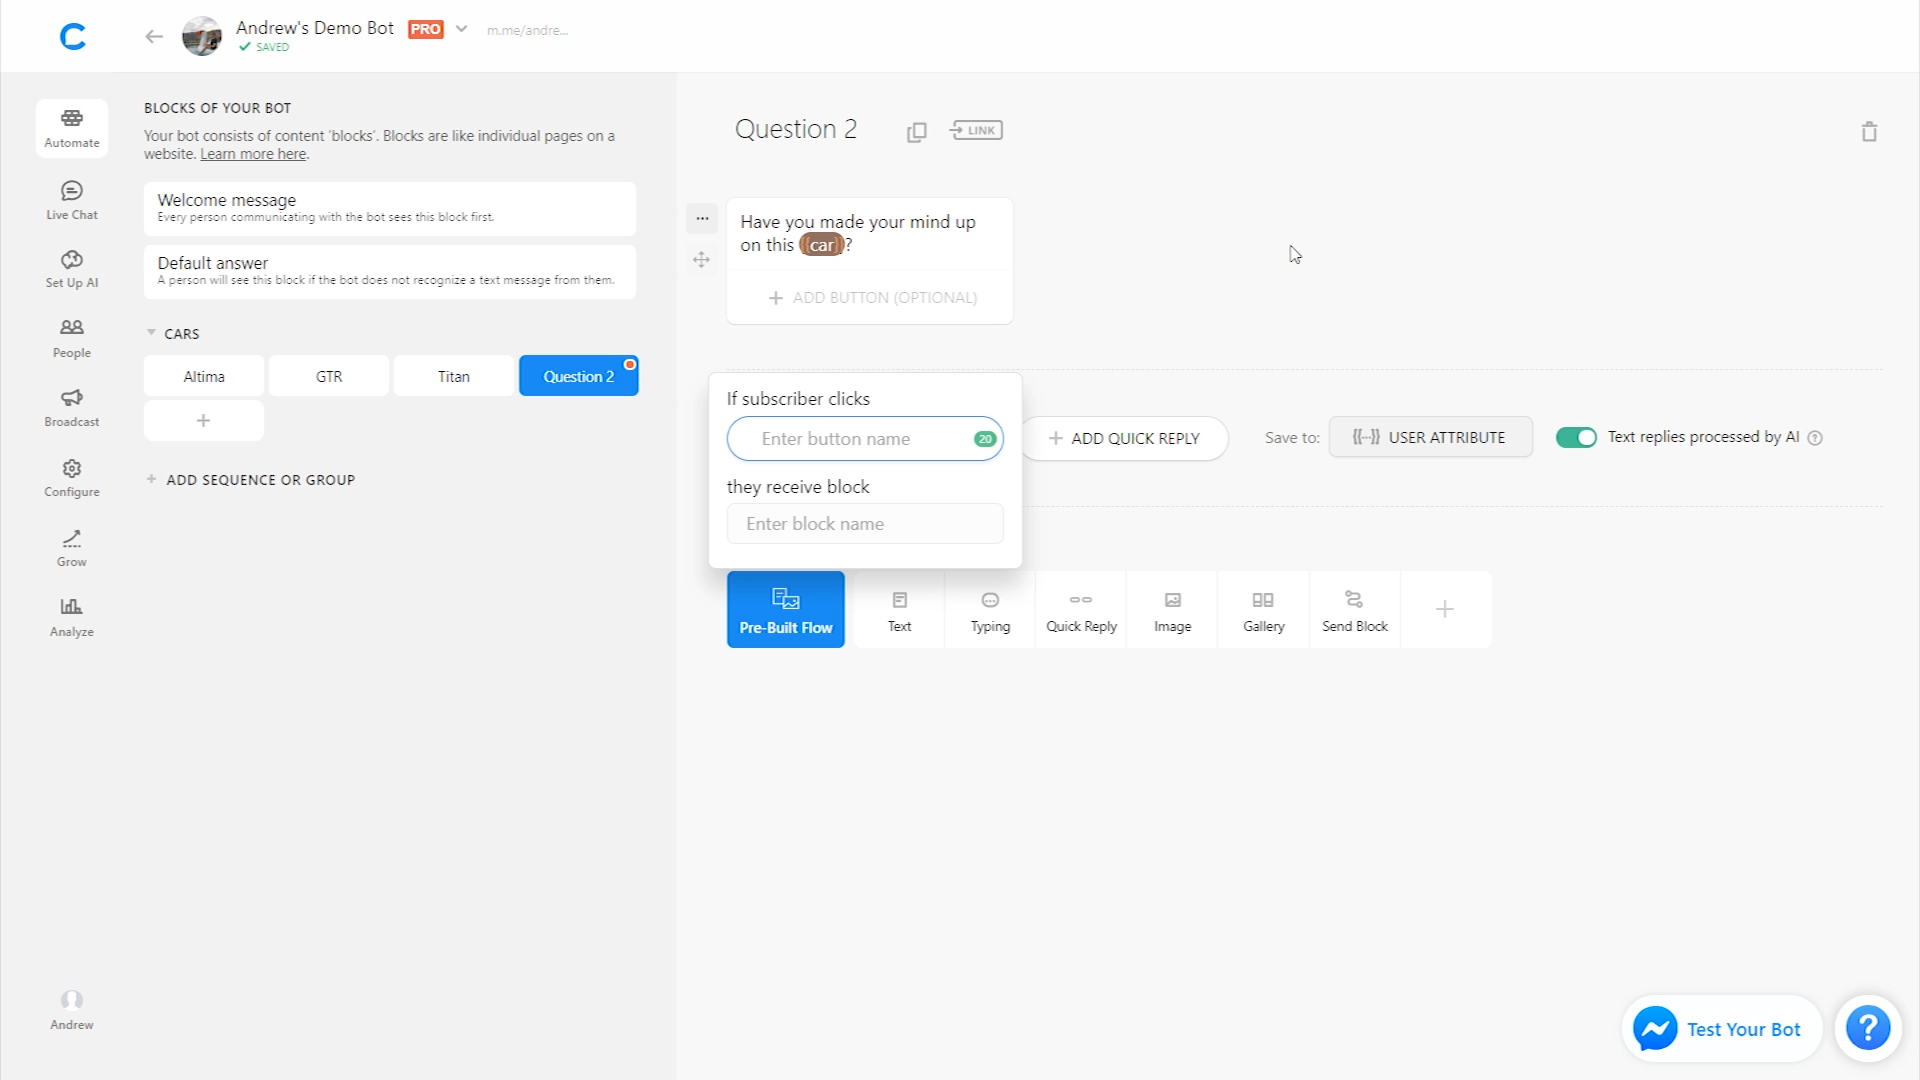 Andrew's Demo Bot PRO m.me/andre...
SAVED
Automate
Live Chat
Set Up AI
People
Broadcast
Configure
Grow
Analyze
Andrew
BLOCKS OF YOUR BOT
Your bot consists of content 'blocks'. Blocks are like individual pages on a
website. Learn more here.
Welcome message
Every person communicating with the bot sees this block first.
Default answer
A person will see this block if the bot does not recognize a text message from them.
CARS
Altima GTR Titan Question 2
+
+ ADD SEQUENCE OR GROUP
Question 2 LINK
Have you made your mind up
on this {{car}}?
+ ADD BUTTON (OPTIONAL)
If subscriber clicks
Enter button name 20
they receive block
Enter block name
+ ADD QUICK REPLY Save to: {{...}} USER ATTRIBUTE Text replies processed by AI ?
Pre-Built Flow Text Typing Quick Reply Image Gallery Send Block +
Test Your Bot ?